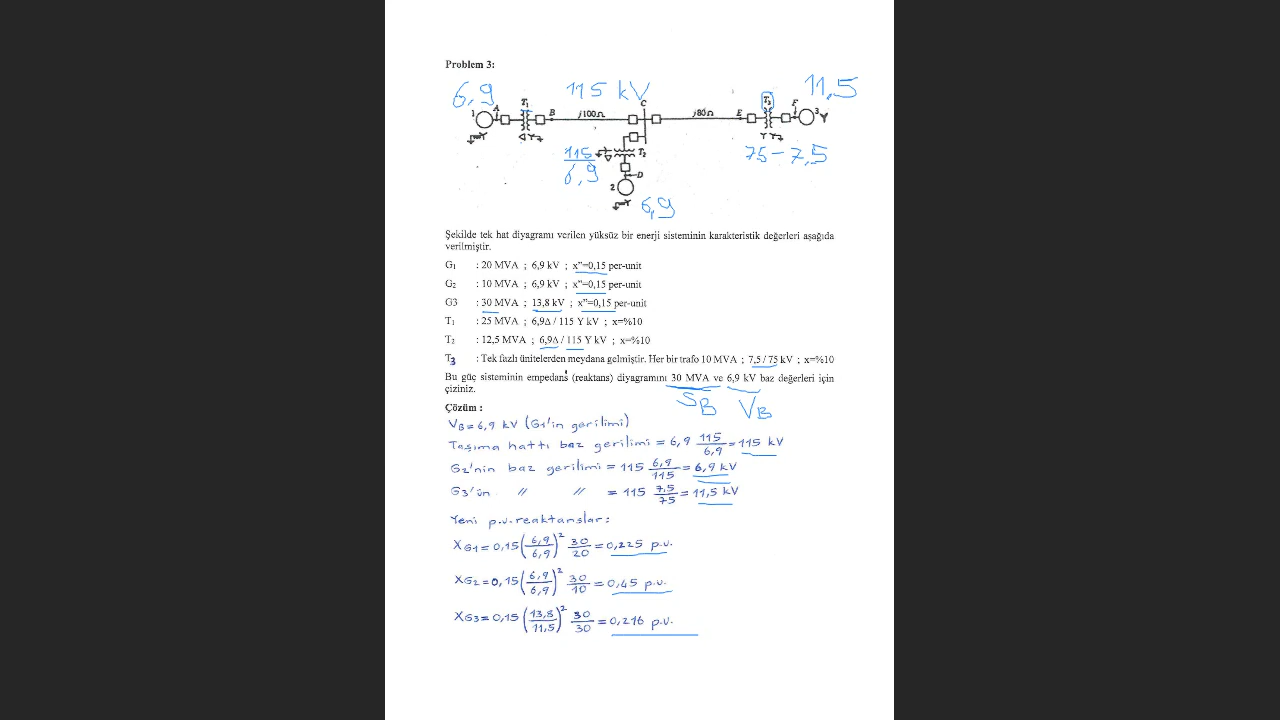 Problem 3:
6,9
115 kV
11,5
1 A T₁ B j100Ω C j80Ω E T₃ F 3 Y
Δ Y
115/6,9
T₂
Y Y
75 - 7,5
D
2
Y
6,9
Şekilde tek hat diyagramı verilen yüksüz bir enerji sisteminin karakteristik değerleri aşağıda
verilmiştir.
G₁ : 20 MVA ; 6,9 kV ; x''=0,15 per-unit
G₂ : 10 MVA ; 6,9 kV ; x''=0,15 per-unit
G3 : 30 MVA ; 13,8 kV ; x''=0,15 per-unit
T₁ : 25 MVA ; 6,9Δ / 115 Y kV ; x=%10
T₂ : 12,5 MVA ; 6,9Δ / 115 Y kV ; x=%10
T₃ : Tek fazlı ünitelerden meydana gelmiştir. Her bir trafo 10 MVA ; 7,5 / 75 kV ; x=%10
Bu güç sisteminin empedans (reaktans) diyagramını 30 MVA ve 6,9 kV baz değerleri için
çiziniz.
S_B V_B
Çözüm :
V_B = 6,9 kV (G₁'in gerilimi)
Taşıma hattı baz gerilimi = 6,9 115/6,9 = 115 kV
G₂'nin baz gerilimi = 115 6,9/115 = 6,9 kV
G₃'ün " " = 115 7,5/75 = 11,5 kV
Yeni p.u. reaktanslar:
X_G1 = 0,15 (6,9/6,9)² 30/20 = 0,225 p.u.
X_G2 = 0,15 (6,9/6,9)² 30/10 = 0,45 p.u.
X_G3 = 0,15 (13,8/11,5)² 30/30 = 0,216 p.u.